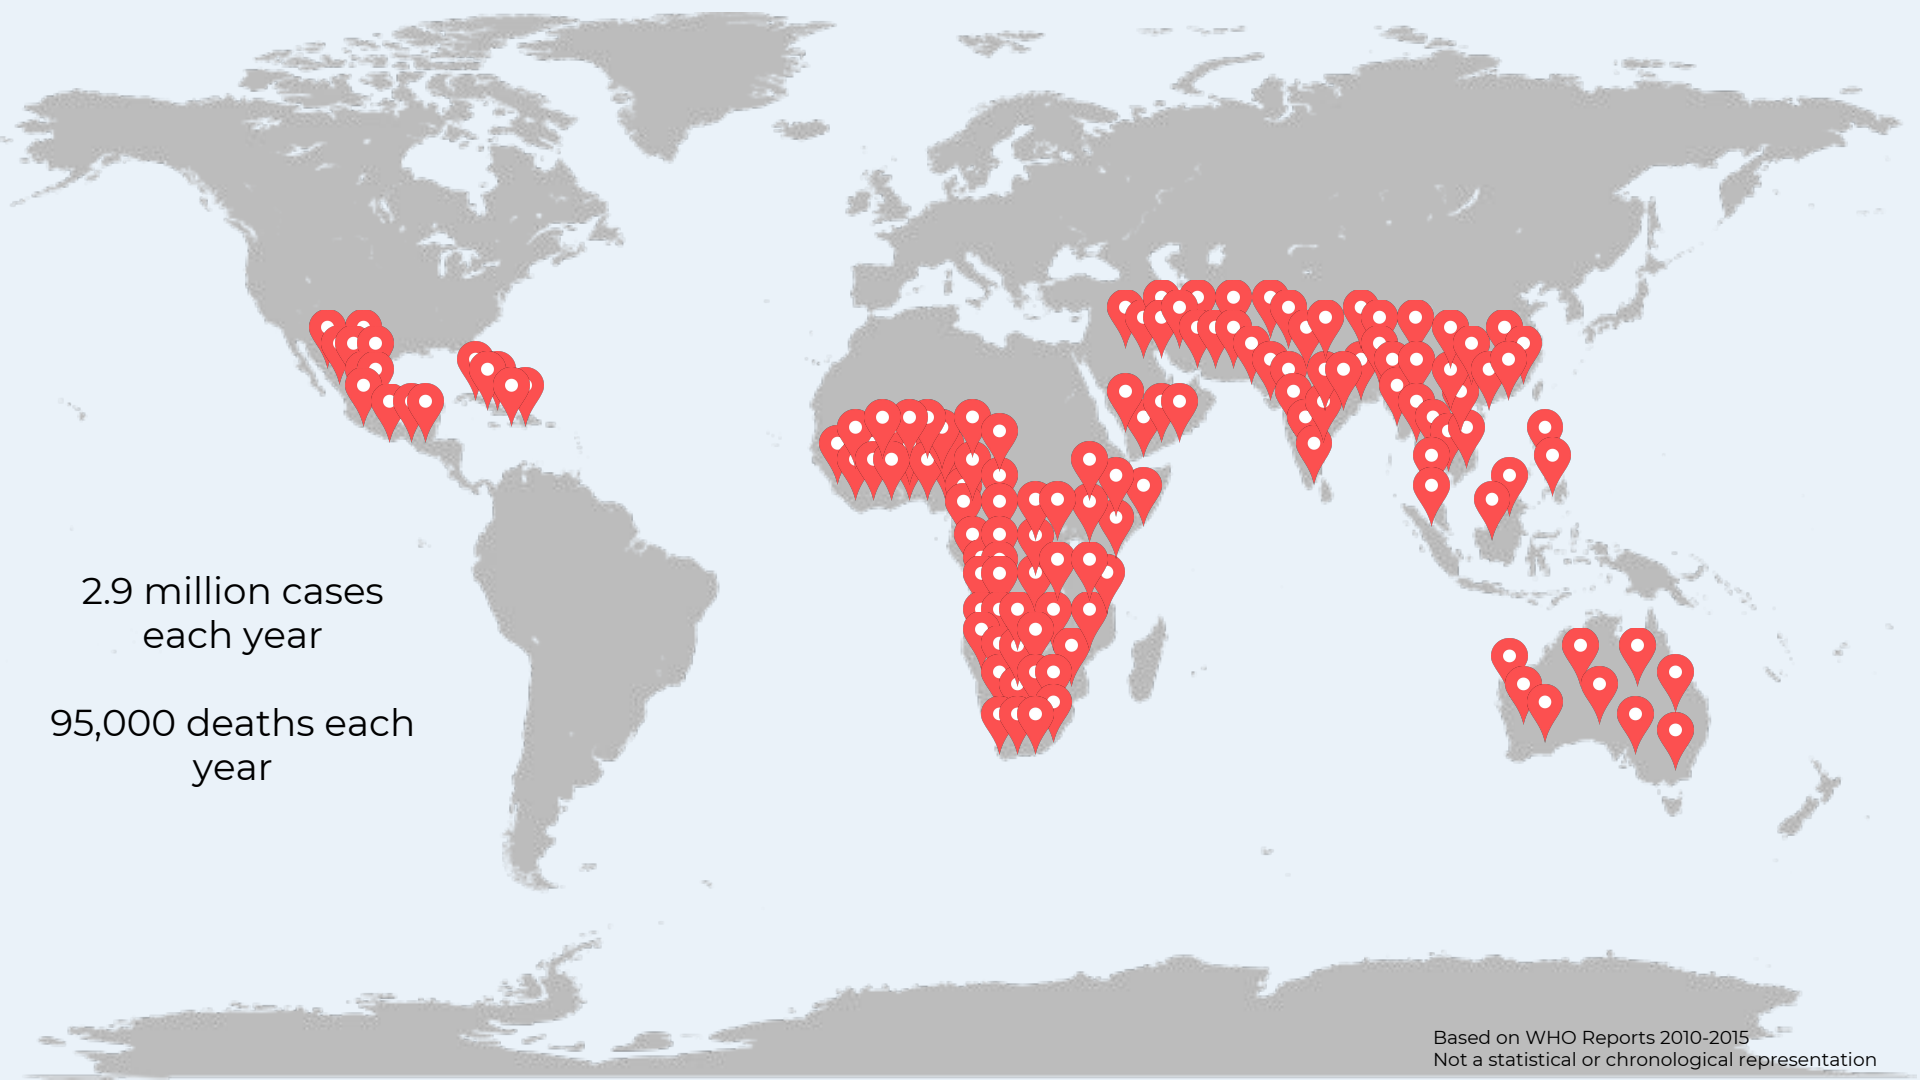 2.9 million cases
each year
95,000 deaths each
year
Based on WHO Reports 2010-2015
Not a statistical or chronological representation